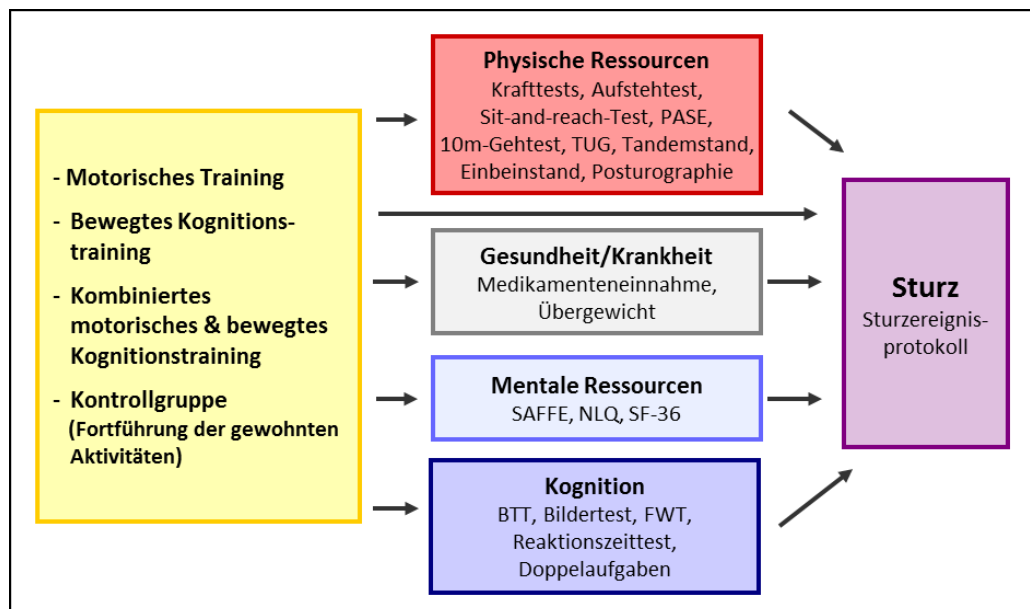 - Motorisches Training
- Bewegtes Kognitions-
training
- Kombiniertes
motorisches & bewegtes
Kognitionstraining
- Kontrollgruppe
(Fortführung der gewohnten
Aktivitäten)
Physische Ressourcen
Krafttests, Aufstehtest,
Sit-and-reach-Test, PASE,
10m-Gehtest, TUG, Tandemstand,
Einbeinstand, Posturographie
Gesundheit/Krankheit
Medikamenteneinnahme,
Übergewicht
Mentale Ressourcen
SAFFE, NLQ, SF-36
Kognition
BTT, Bildertest, FWT,
Reaktionszeittest,
Doppelaufgaben
Sturz
Sturzereignis-
protokoll